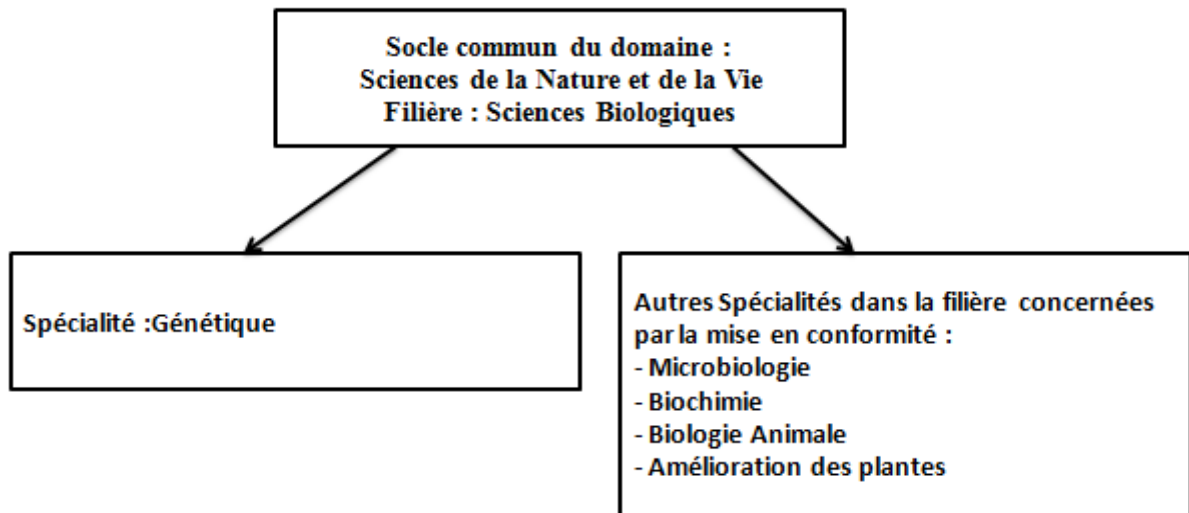 Socle commun du domaine :
Sciences de la Nature et de la Vie
Filière : Sciences Biologiques
Spécialité :Génétique
Autres Spécialités dans la filière concernées
par la mise en conformité :
- Microbiologie
- Biochimie
- Biologie Animale
- Amélioration des plantes